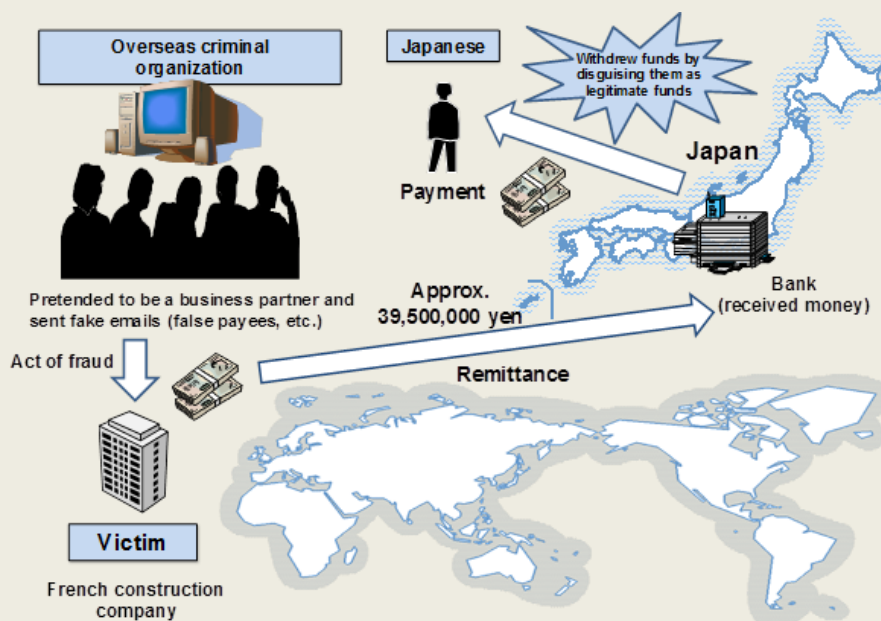 Overseas criminal
organization
Japanese
Withdrew funds by
disguising them as
legitimate funds
Japan
Payment
Pretended to be a business partner and
sent fake emails (false payees, etc.)
Approx.
39,500,000 yen
Bank
(received money)
Act of fraud
Remittance
Victim
French construction
company